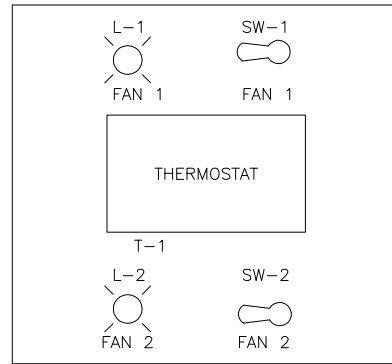 L-1 SW-1
FAN 1 FAN 1
THERMOSTAT
T-1
L-2 SW-2
FAN 2 FAN 2